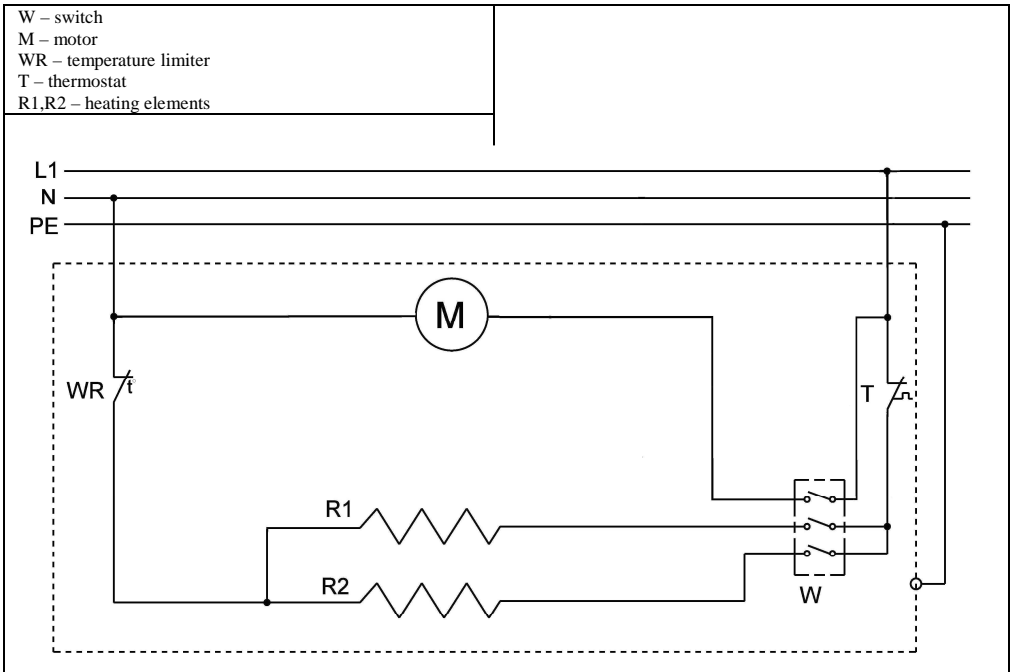 W – switch
M – motor
WR – temperature limiter
T – thermostat
R1,R2 – heating elements
L1
N
PE
M
WR
t°
T
R1
R2
W